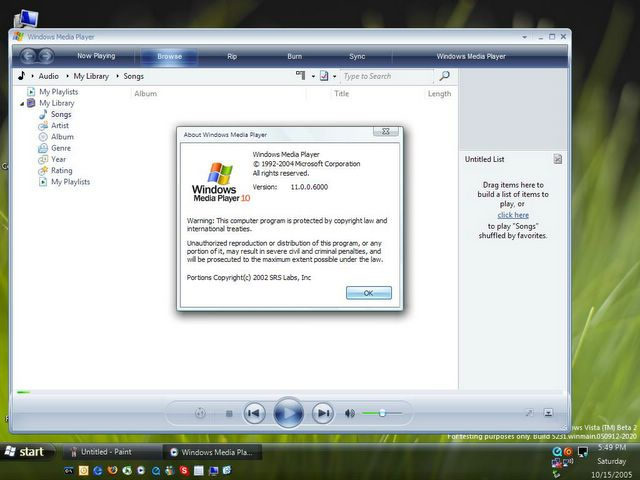 Windows Media Player
Now Playing Browse Rip Burn Sync Windows Media Player
Audio My Library Songs Type to Search
My Playlists
My Library
Songs
Artist
Album
Genre
Year
Rating
My Playlists
Album Title Length
About Windows Media Player
Windows Media Player
© 1992-2004 Microsoft Corporation
All rights reserved.
Version: 11.0.0.6000
Windows
Media Player 10
Warning: This computer program is protected by copyright law and
international treaties.
Unauthorized reproduction or distribution of this program, or any
portion of it, may result in severe civil and criminal penalties, and
will be prosecuted to the maximum extent possible under the law.
Portions Copyright(c) 2002 SRS Labs, Inc
OK
Untitled List
Drag items here to
build a list of items to
play, or
click here
to play "Songs"
shuffled by favorites.
Vista (TM) Beta 2
For testing purposes only. Build 5231.winmain.050912-2020
start
Untitled - Paint
Windows Media Pla...
5:49 PM
Saturday
10/15/2005